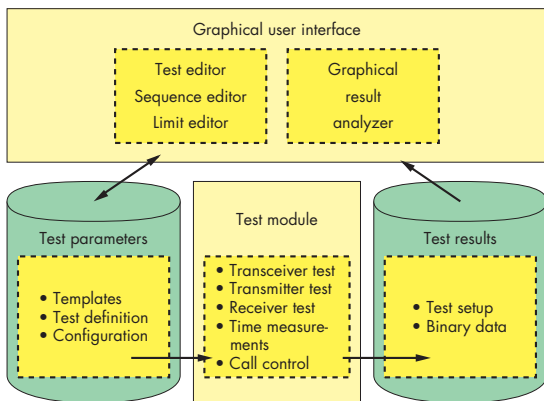 Graphical user interface
Test editor
Sequence editor
Limit editor
Graphical
result
analyzer
Test parameters
• Templates
• Test definition
• Configuration
Test module
• Transceiver test
• Transmitter test
• Receiver test
• Time measure-
ments
• Call control
Test results
• Test setup
• Binary data